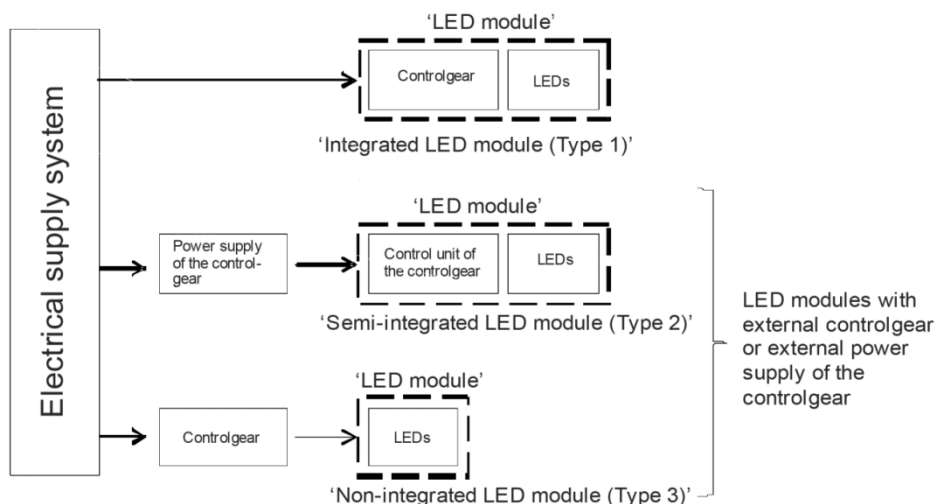 Electrical supply system
‘LED module’
Controlgear
LEDs
‘Integrated LED module (Type 1)’
‘LED module’
Power supply
of the control-
gear
Control unit of
the controlgear
LEDs
‘Semi-integrated LED module (Type 2)’
‘LED module’
Controlgear
LEDs
‘Non-integrated LED module (Type 3)’
LED modules with
external controlgear
or external power
supply of the
controlgear